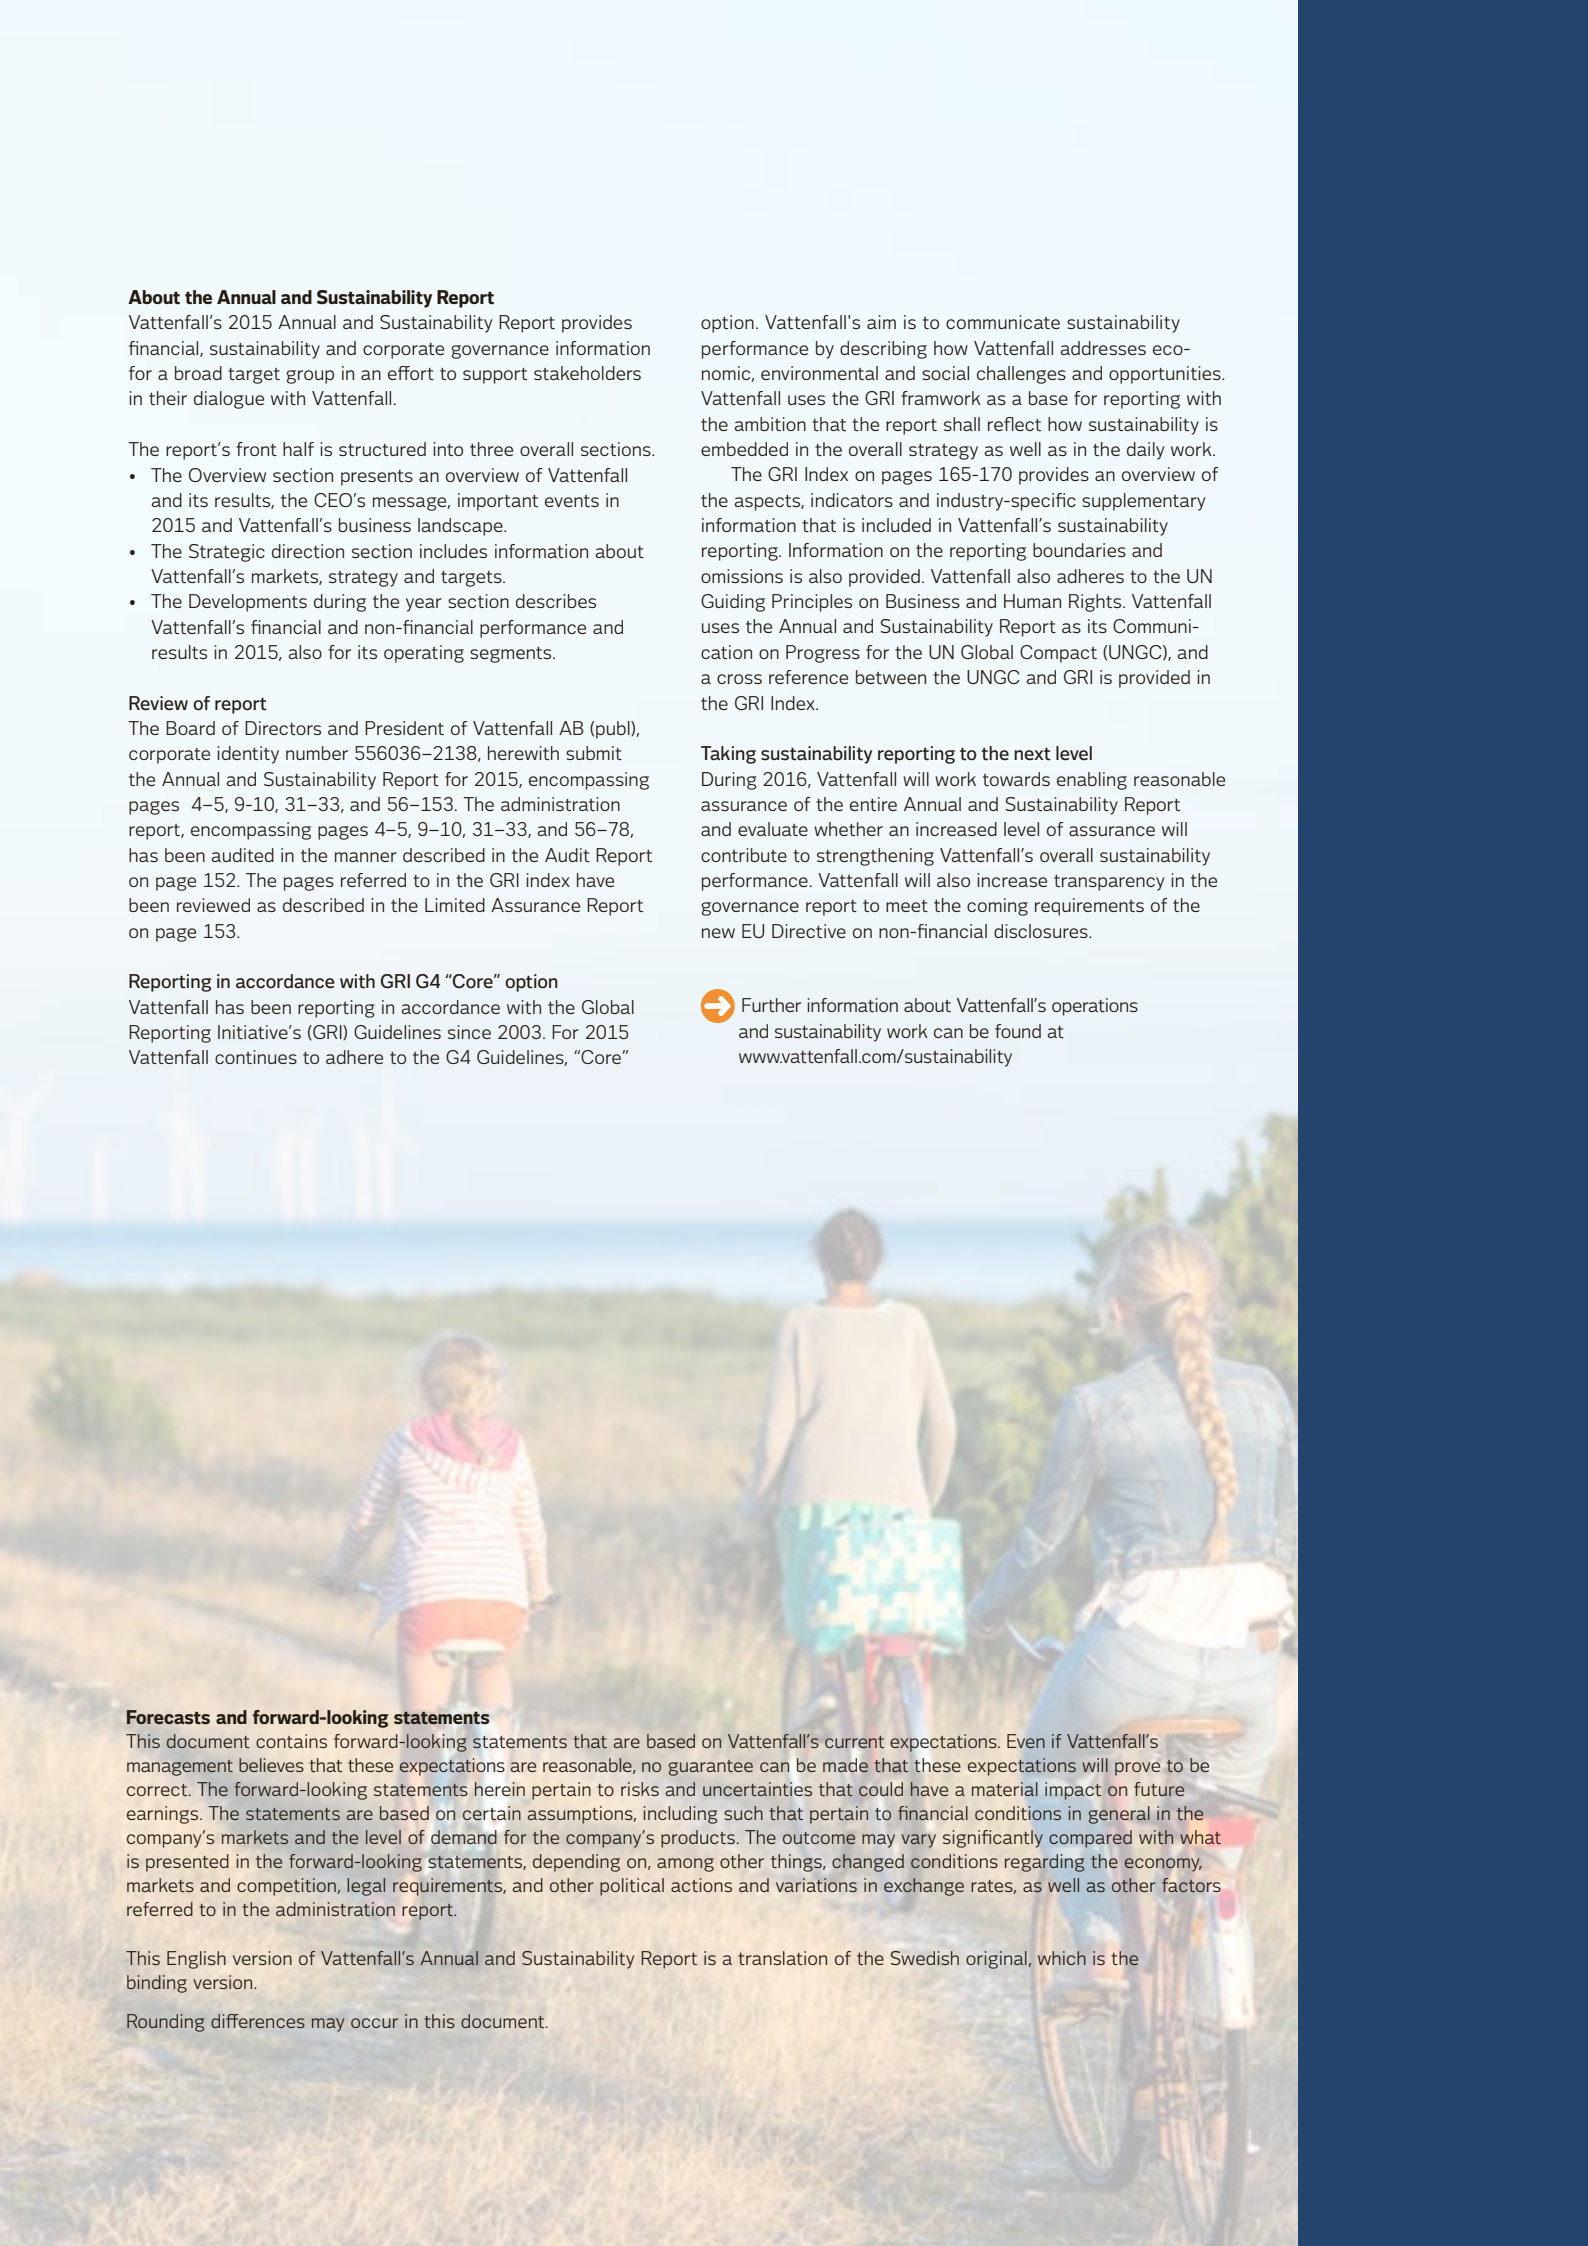 About the Annual and Sustainability Report
Vattenfall's 2015 Annual and Sustainability Report provides
financial, sustainability and corporate governance information
for a broad target group in an effort to support stakeholders
in their dialogue with Vattenfall.
The report's front half is structured into three overall sections.
• The Overview section presents an overview of Vattenfall
and its results, the CEO's message, important events in
2015 and Vattenfall's business landscape.
• The Strategic direction section includes information about
Vattenfall's markets, strategy and targets.
• The Developments during the year section describes
Vattenfall's financial and non-financial performance and
results in 2015, also for its operating segments.
Review of report
The Board of Directors and President of Vattenfall AB (publ),
corporate identity number 556036–2138, herewith submit
the Annual and Sustainability Report for 2015, encompassing
pages 4–5, 9-10, 31–33, and 56–153. The administration
report, encompassing pages 4–5, 9–10, 31–33, and 56–78,
has been audited in the manner described in the Audit Report
on page 152. The pages referred to in the GRI index have
been reviewed as described in the Limited Assurance Report
on page 153.
Reporting in accordance with GRI G4 “Core” option
Vattenfall has been reporting in accordance with the Global
Reporting Initiative's (GRI) Guidelines since 2003. For 2015
Vattenfall continues to adhere to the G4 Guidelines, “Core”
option. Vattenfall's aim is to communicate sustainability
performance by describing how Vattenfall addresses eco-
nomic, environmental and social challenges and opportunities.
Vattenfall uses the GRI framwork as a base for reporting with
the ambition that the report shall reflect how sustainability is
embedded in the overall strategy as well as in the daily work.
The GRI Index on pages 165-170 provides an overview of
the aspects, indicators and industry-specific supplementary
information that is included in Vattenfall's sustainability
reporting. Information on the reporting boundaries and
omissions is also provided. Vattenfall also adheres to the UN
Guiding Principles on Business and Human Rights. Vattenfall
uses the Annual and Sustainability Report as its Communi-
cation on Progress for the UN Global Compact (UNGC), and
a cross reference between the UNGC and GRI is provided in
the GRI Index.
Taking sustainability reporting to the next level
During 2016, Vattenfall will work towards enabling reasonable
assurance of the entire Annual and Sustainability Report
and evaluate whether an increased level of assurance will
contribute to strengthening Vattenfall's overall sustainability
performance. Vattenfall will also increase transparency in the
governance report to meet the coming requirements of the
new EU Directive on non-financial disclosures.
Further information about Vattenfall's operations
and sustainability work can be found at
www.vattenfall.com/sustainability
Forecasts and forward-looking statements
This document contains forward-looking statements that are based on Vattenfall's current expectations. Even if Vattenfall's
management believes that these expectations are reasonable, no guarantee can be made that these expectations will prove to be
correct. The forward-looking statements herein pertain to risks and uncertainties that could have a material impact on future
earnings. The statements are based on certain assumptions, including such that pertain to financial conditions in general in the
company's markets and the level of demand for the company's products. The outcome may vary significantly compared with what
is presented in the forward-looking statements, depending on, among other things, changed conditions regarding the economy,
markets and competition, legal requirements, and other political actions and variations in exchange rates, as well as other factors
referred to in the administration report.
This English version of Vattenfall's Annual and Sustainability Report is a translation of the Swedish original, which is the
binding version.
Rounding differences may occur in this document.